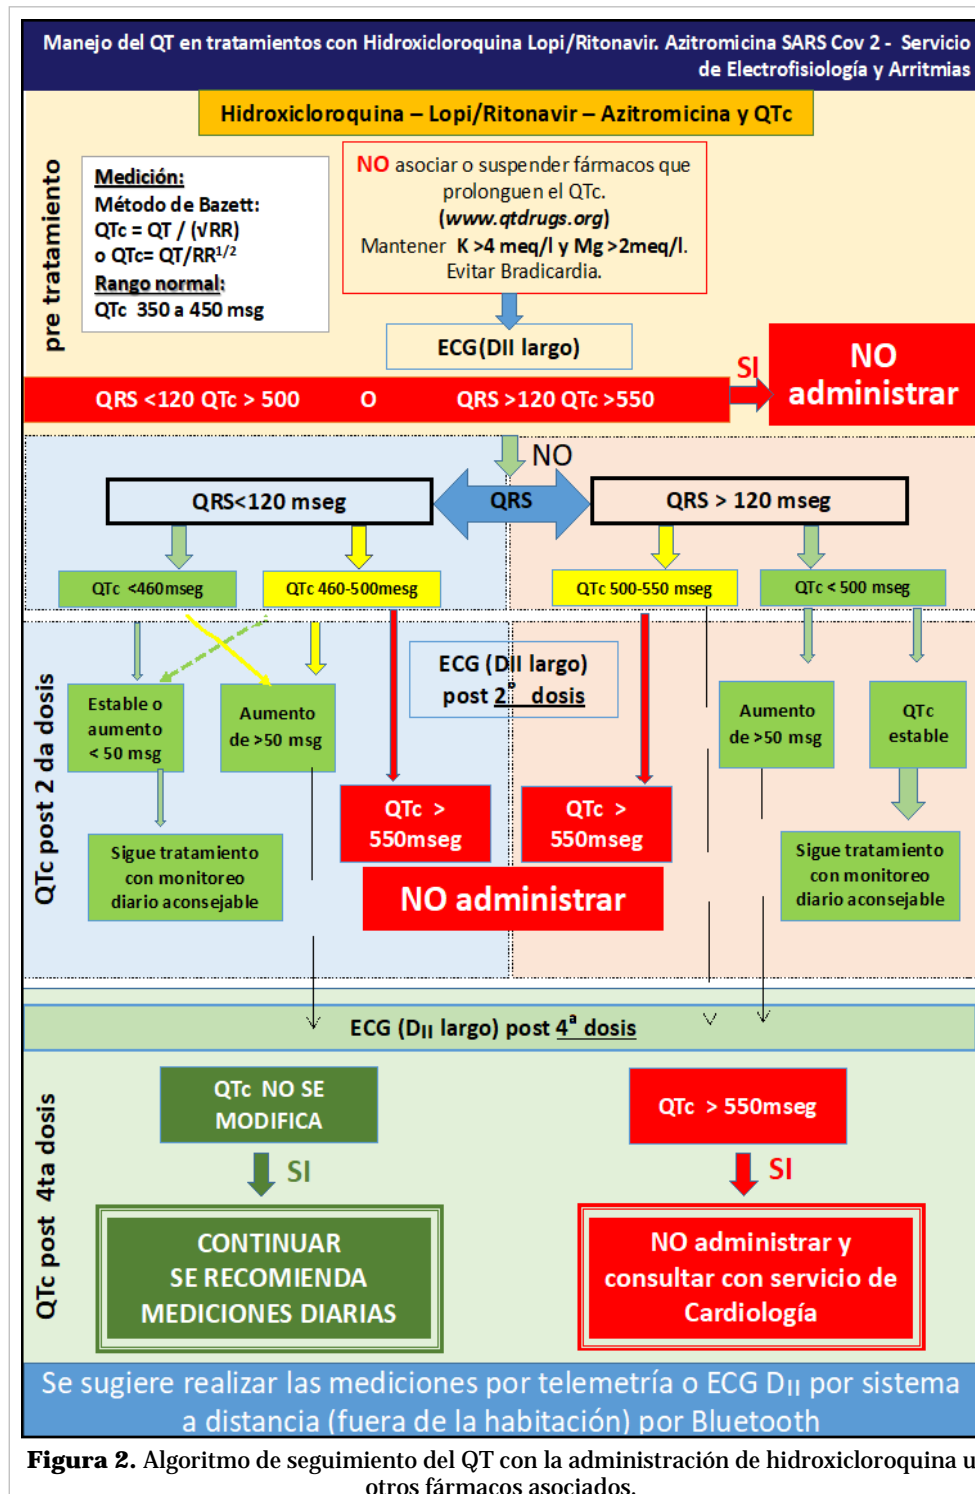 Manejo del QT en tratamientos con Hidroxicloroquina Lopi/Ritonavir. Azitromicina SARS Cov 2 - Servicio
de Electrofisiología y Arritmias
Hidroxicloroquina – Lopi/Ritonavir – Azitromicina y QTc
pre tratamiento
Medición:
Método de Bazett:
QTc = QT / (√RR)
o QTc= QT/RR1/2
Rango normal:
QTc 350 a 450 msg
NO asociar o suspender fármacos que
prolonguen el QTc.
(www.qtdrugs.org)
Mantener K >4 meq/l y Mg >2meq/l.
Evitar Bradicardia.
ECG(DII largo)
QRS <120 QTc > 500 O QRS >120 QTc >550
SI
NO
administrar
NO
QRS<120 mseg
QRS
QRS > 120 mseg
QTc <460mseg
QTc 460-500mesg
QTc 500-550 mseg
QTc < 500 mseg
QTc post 2 da dosis
ECG (DII largo)
post 2° dosis
Estable o
aumento
< 50 msg
Aumento
de >50 msg
Aumento
de >50 msg
QTc
estable
QTc >
550mseg
QTc >
550mseg
Sigue tratamiento
con monitoreo
diario aconsejable
NO administrar
Sigue tratamiento
con monitoreo
diario aconsejable
ECG (DII largo) post 4ª dosis
QTc post 4ta dosis
QTc NO SE
MODIFICA
QTc > 550mseg
SI
SI
CONTINUAR
SE RECOMIENDA
MEDICIONES DIARIAS
NO administrar y
consultar con servicio de
Cardiología
Se sugiere realizar las mediciones por telemetría o ECG DII por sistema
a distancia (fuera de la habitación) por Bluetooth
Figura 2. Algoritmo de seguimiento del QT con la administración de hidroxicloroquina u
otros fármacos asociados.